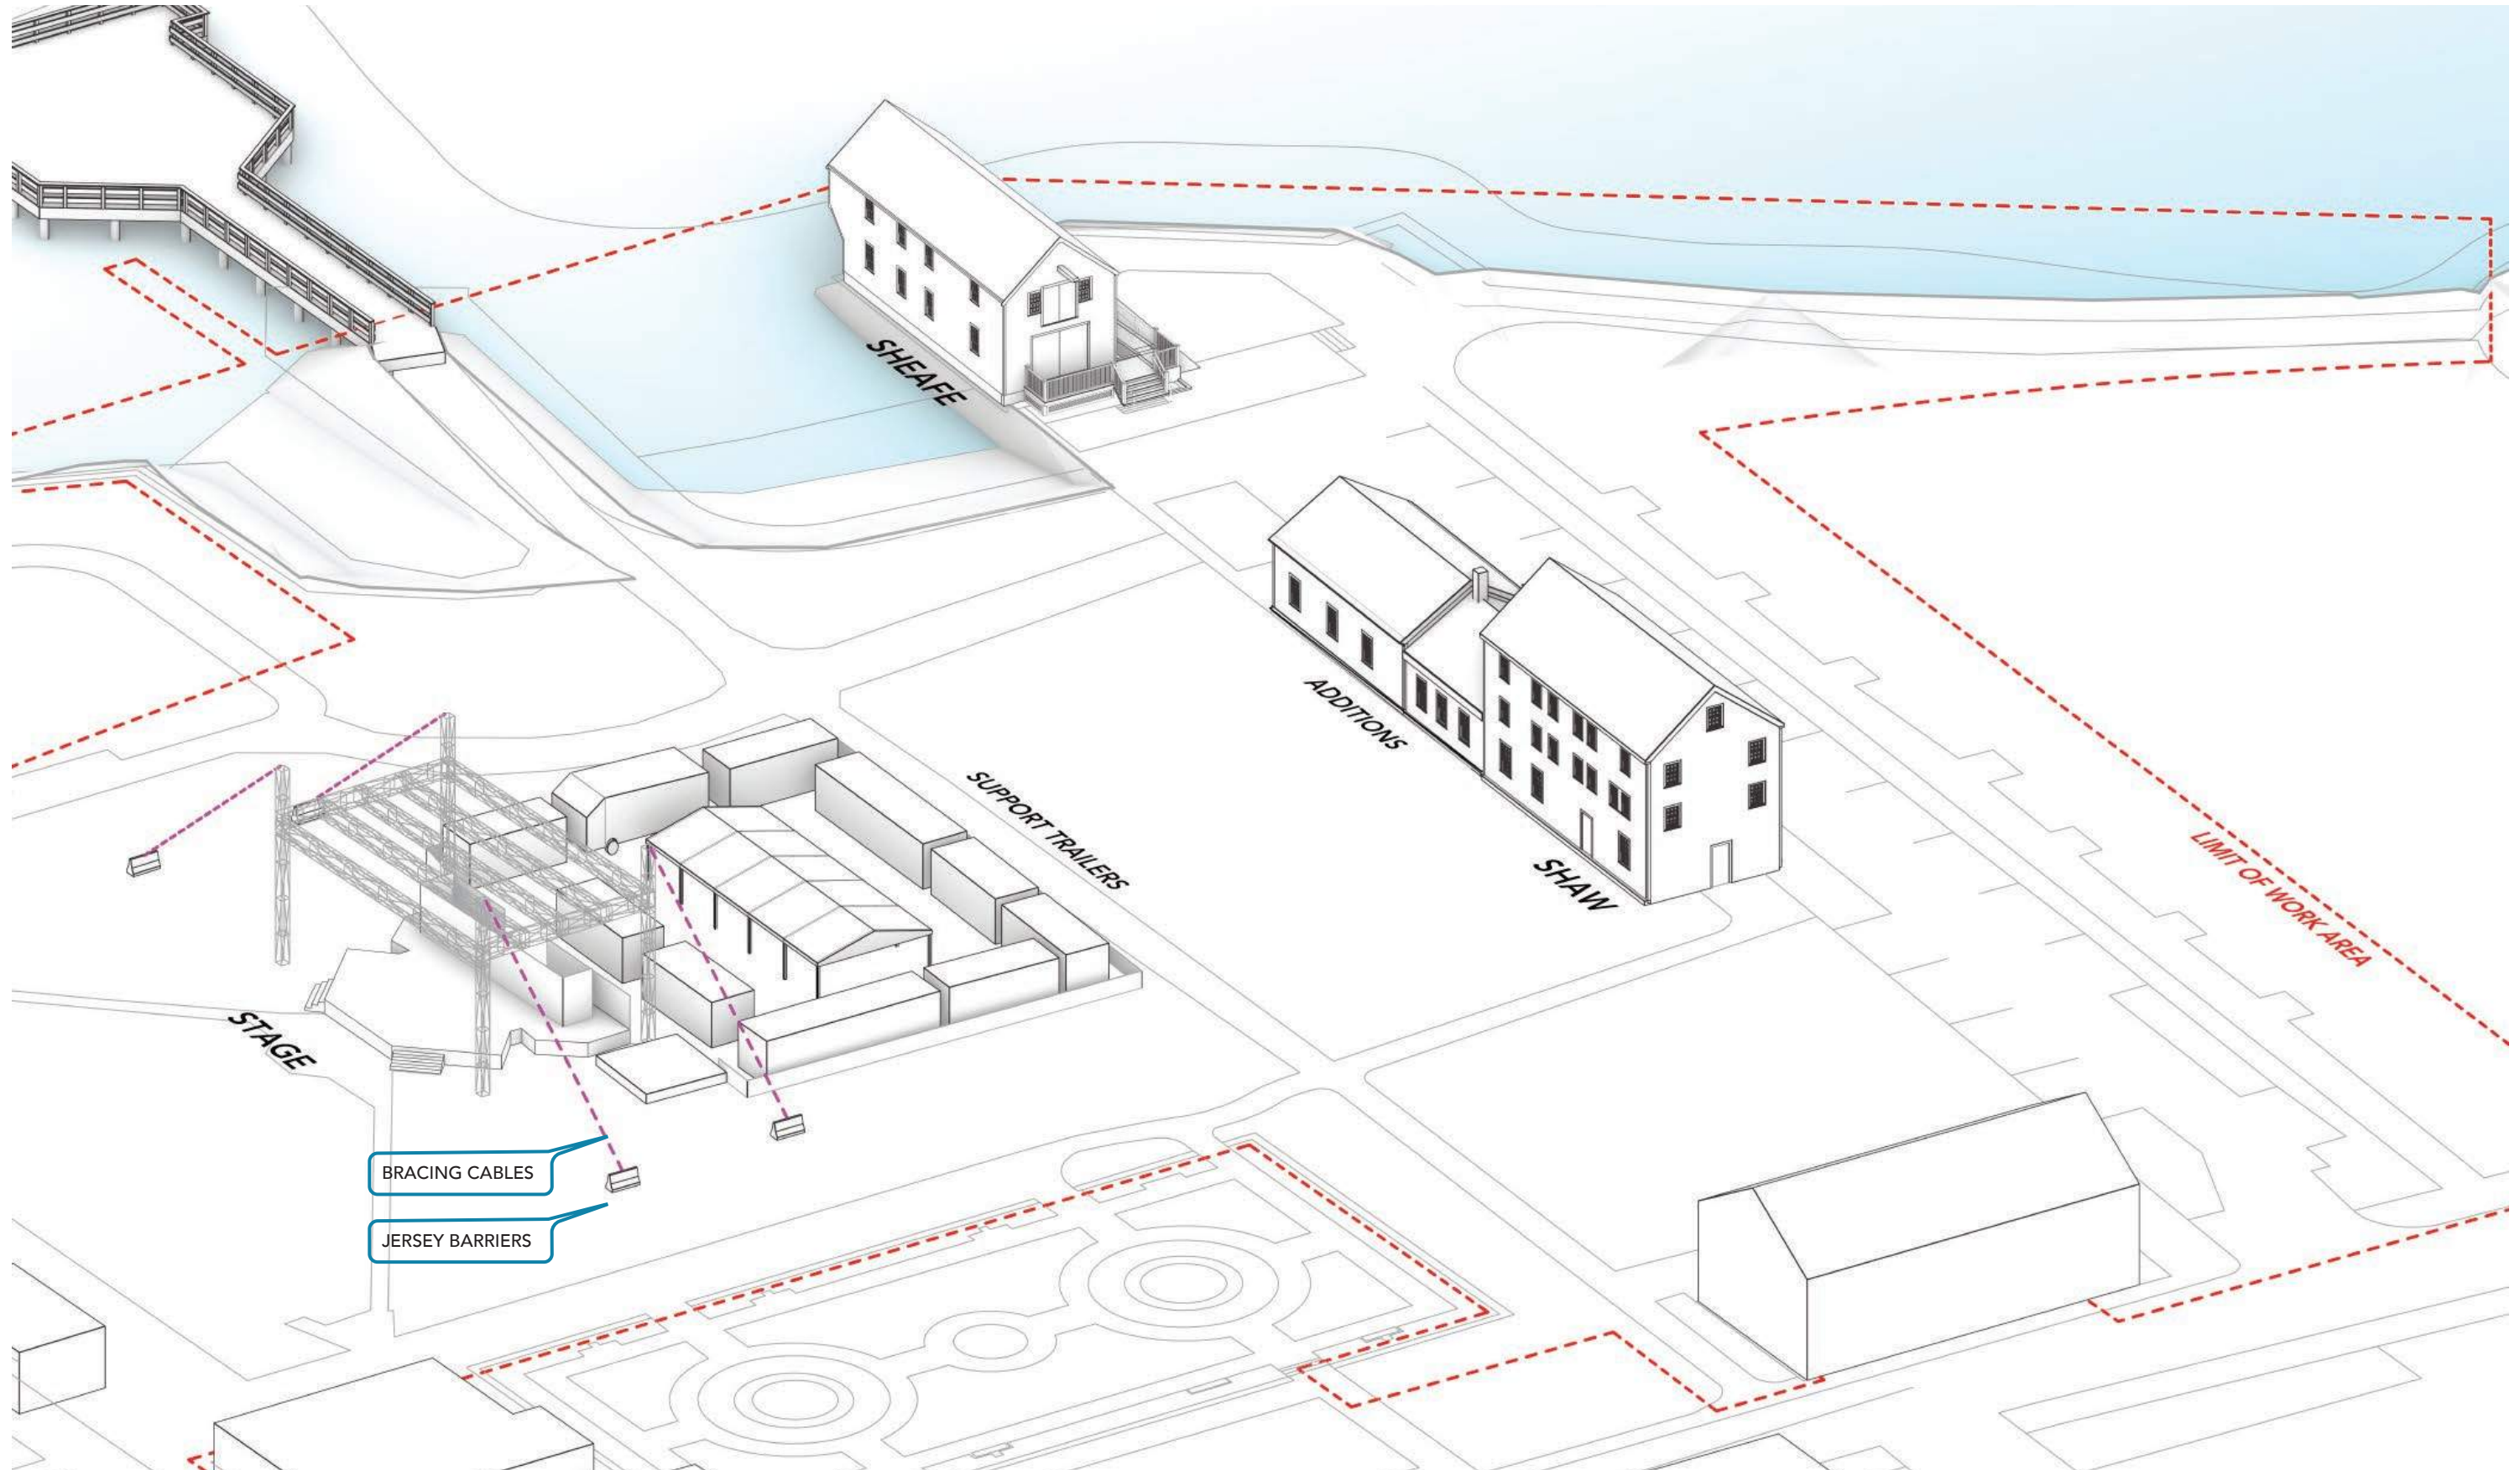 SHEAFE
ADDITIONS
SUPPORT TRAILERS
SHAW
LIMIT OF WORK AREA
STAGE
BRACING CABLES
JERSEY BARRIERS